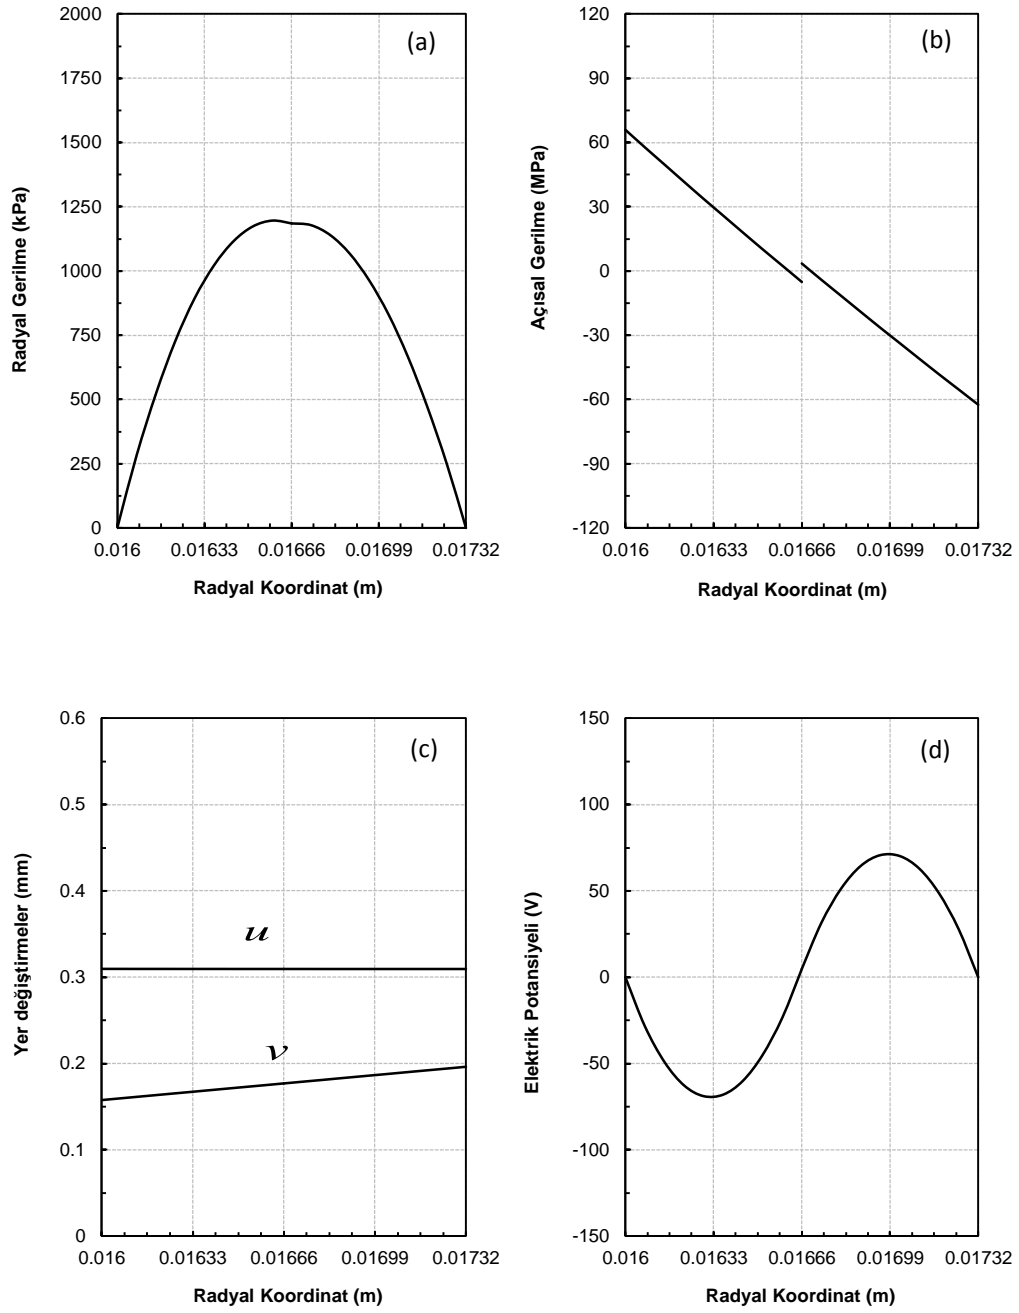 (a)
Radyal Gerilme (kPa)
2000
1750
1500
1250
1000
750
500
250
0
0.016 0.01633 0.01666 0.01699 0.01732
Radyal Koordinat (m)
(b)
Açısal Gerilme (MPa)
120
90
60
30
0
-30
-60
-90
-120
0.016 0.01633 0.01666 0.01699 0.01732
Radyal Koordinat (m)
(c)
Yer değiştirmeler (mm)
0.6
0.5
0.4
0.3
0.2
0.1
0
u
v
0.016 0.01633 0.01666 0.01699 0.01732
Radyal Koordinat (m)
(d)
Elektrik Potansiyeli (V)
150
100
50
0
-50
-100
-150
0.016 0.01633 0.01666 0.01699 0.01732
Radyal Koordinat (m)